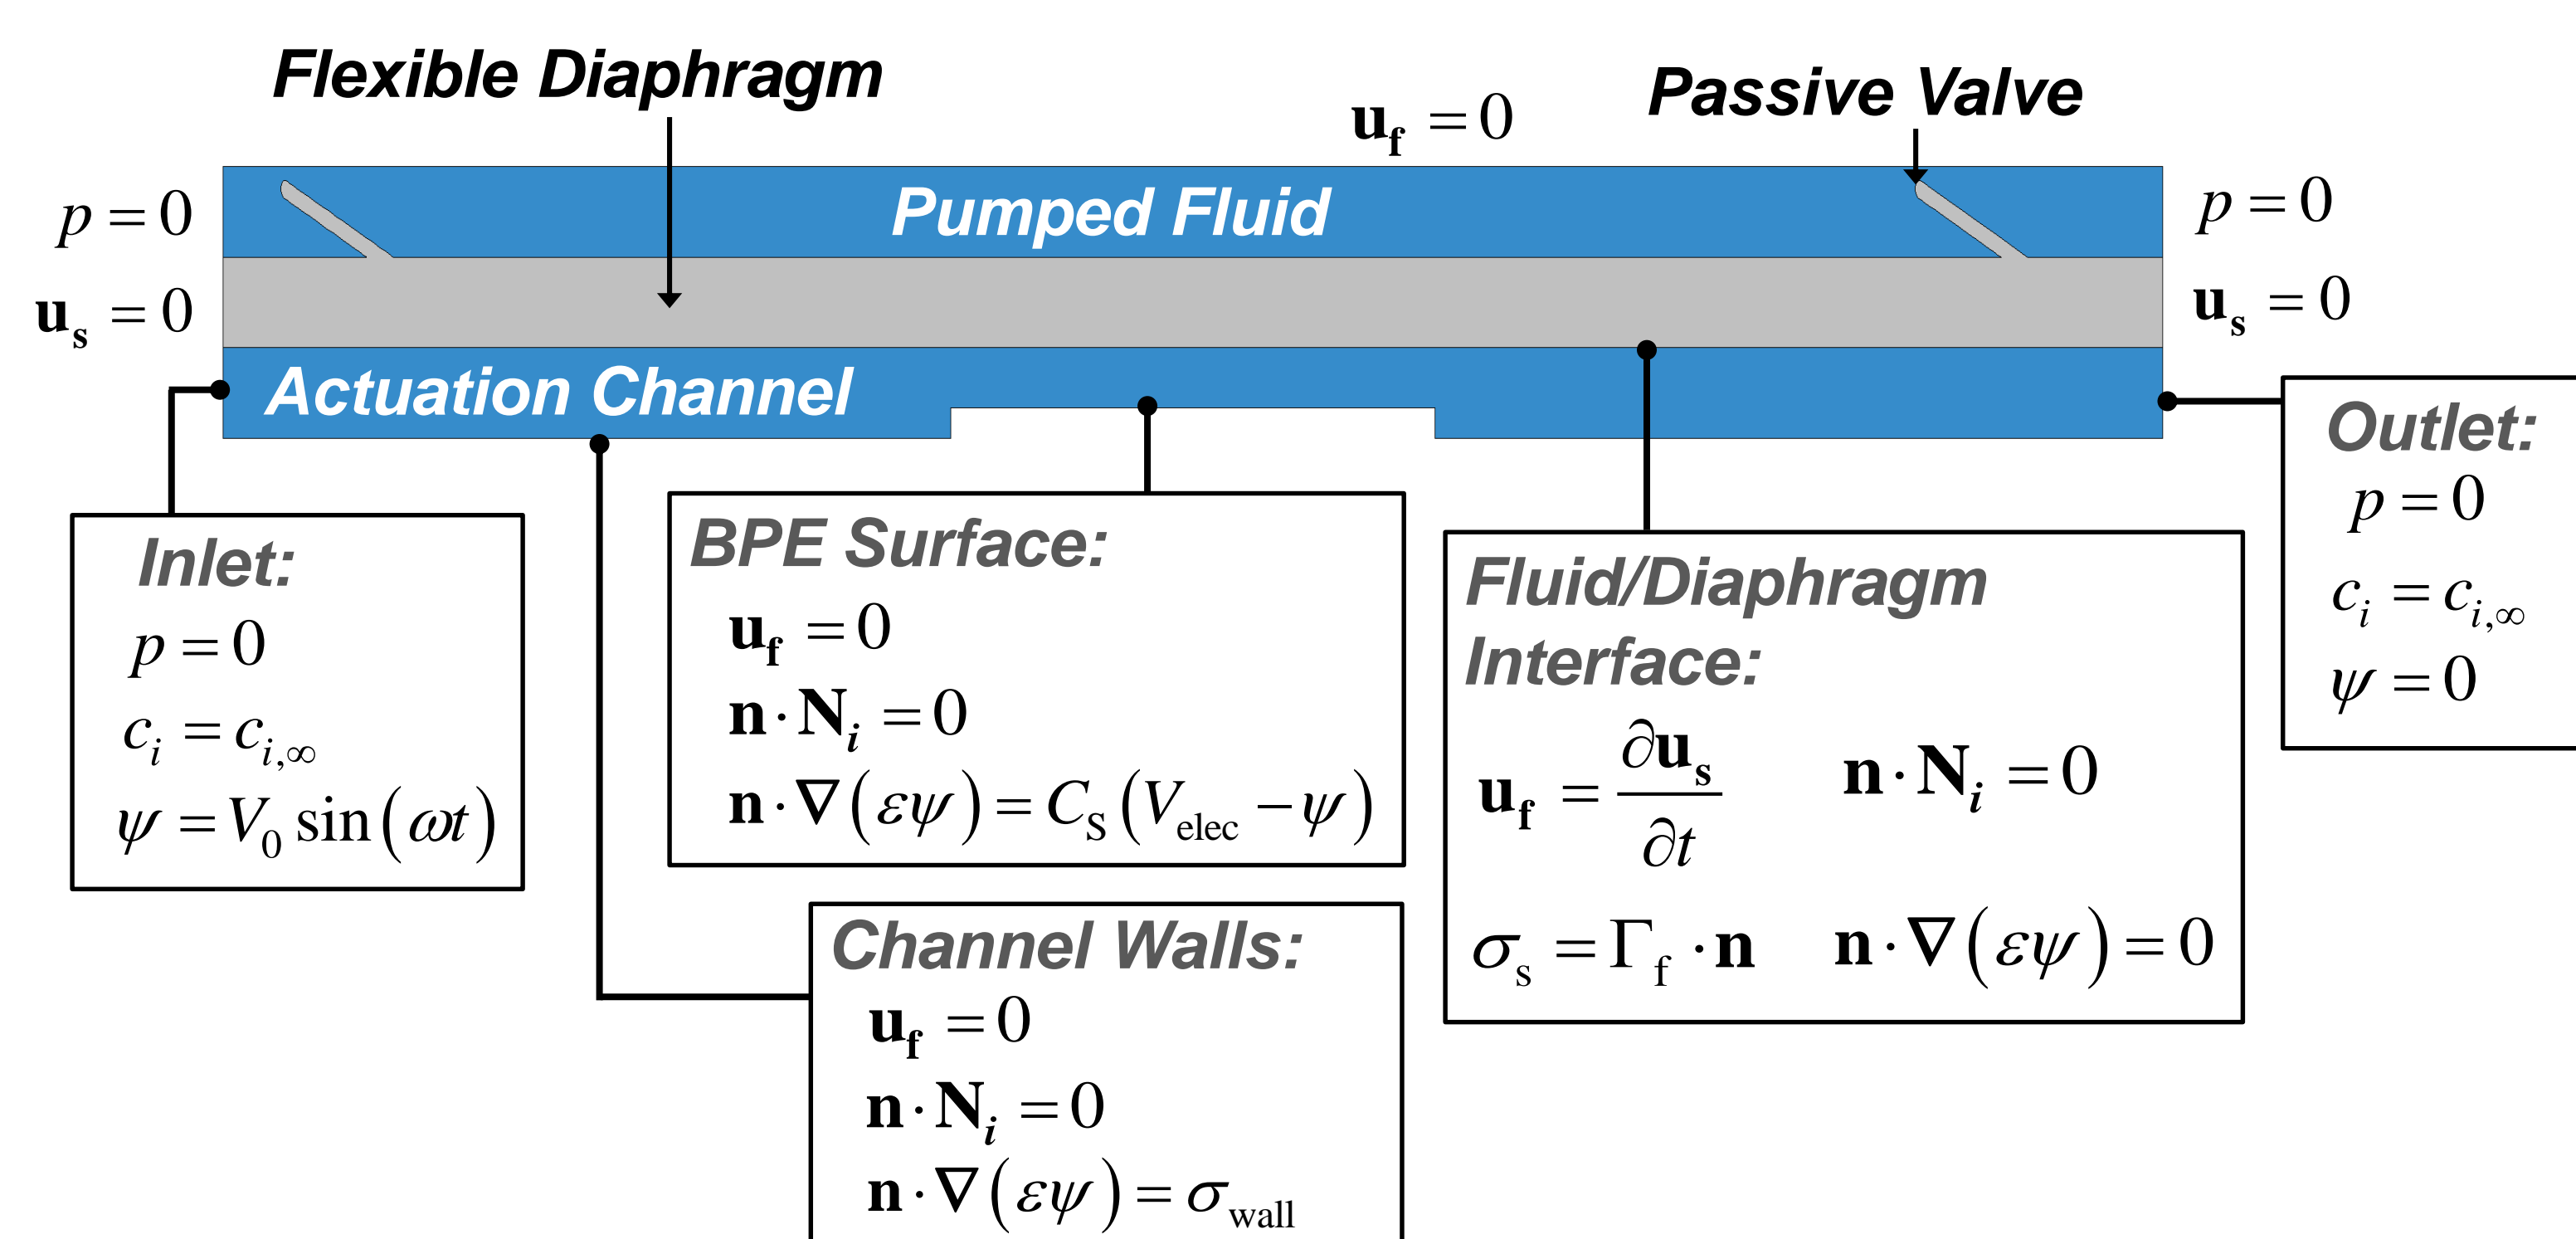 Flexible Diaphragm
u_f = 0
Passive Valve
p = 0
Pumped Fluid
p = 0
u_s = 0
u_s = 0
Actuation Channel
Inlet:
p = 0
c_i = c_{i,∞}
ψ = V_0 sin(ωt)
BPE Surface:
u_f = 0
n · N_i = 0
n · ∇(εψ) = C_S (V_elec − ψ)
Channel Walls:
u_f = 0
n · N_i = 0
n · ∇(εψ) = σ_wall
Fluid/Diaphragm
Interface:
u_f = ∂u_s/∂t    n · N_i = 0
σ_s = Γ_f · n    n · ∇(εψ) = 0
Outlet:
p = 0
c_i = c_{i,∞}
ψ = 0